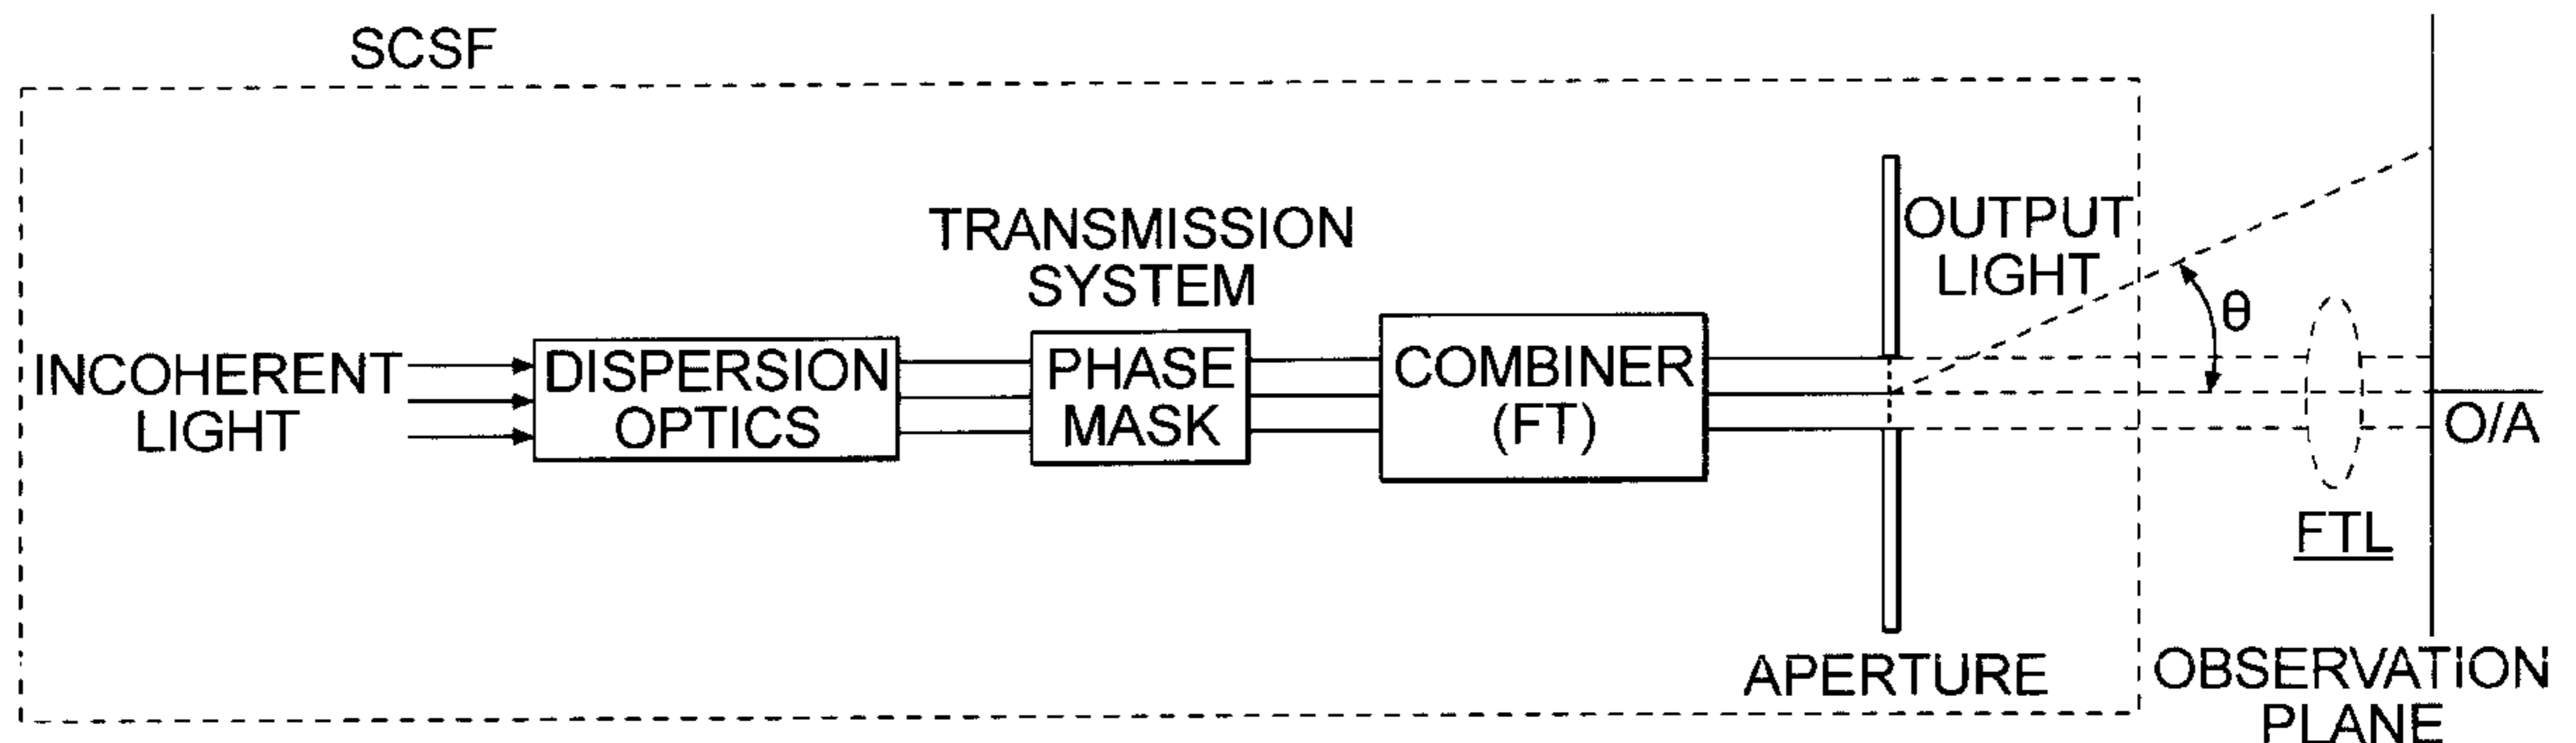 SCSF
INCOHERENT
LIGHT
DISPERSION
OPTICS
TRANSMISSION
SYSTEM
PHASE
MASK
COMBINER
(FT)
OUTPUT
LIGHT
θ
O/A
FTL
APERTURE
OBSERVATION
PLANE